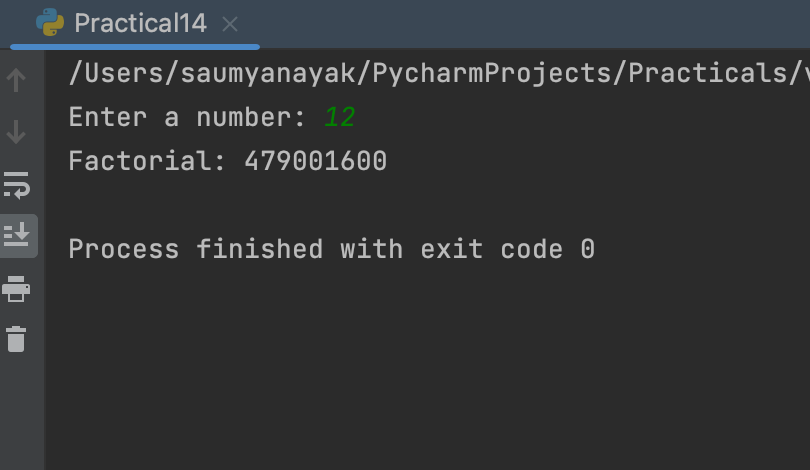 Practical14
/Users/saumyanayak/PycharmProjects/Practicals/
Enter a number: 12
Factorial: 479001600
Process finished with exit code 0